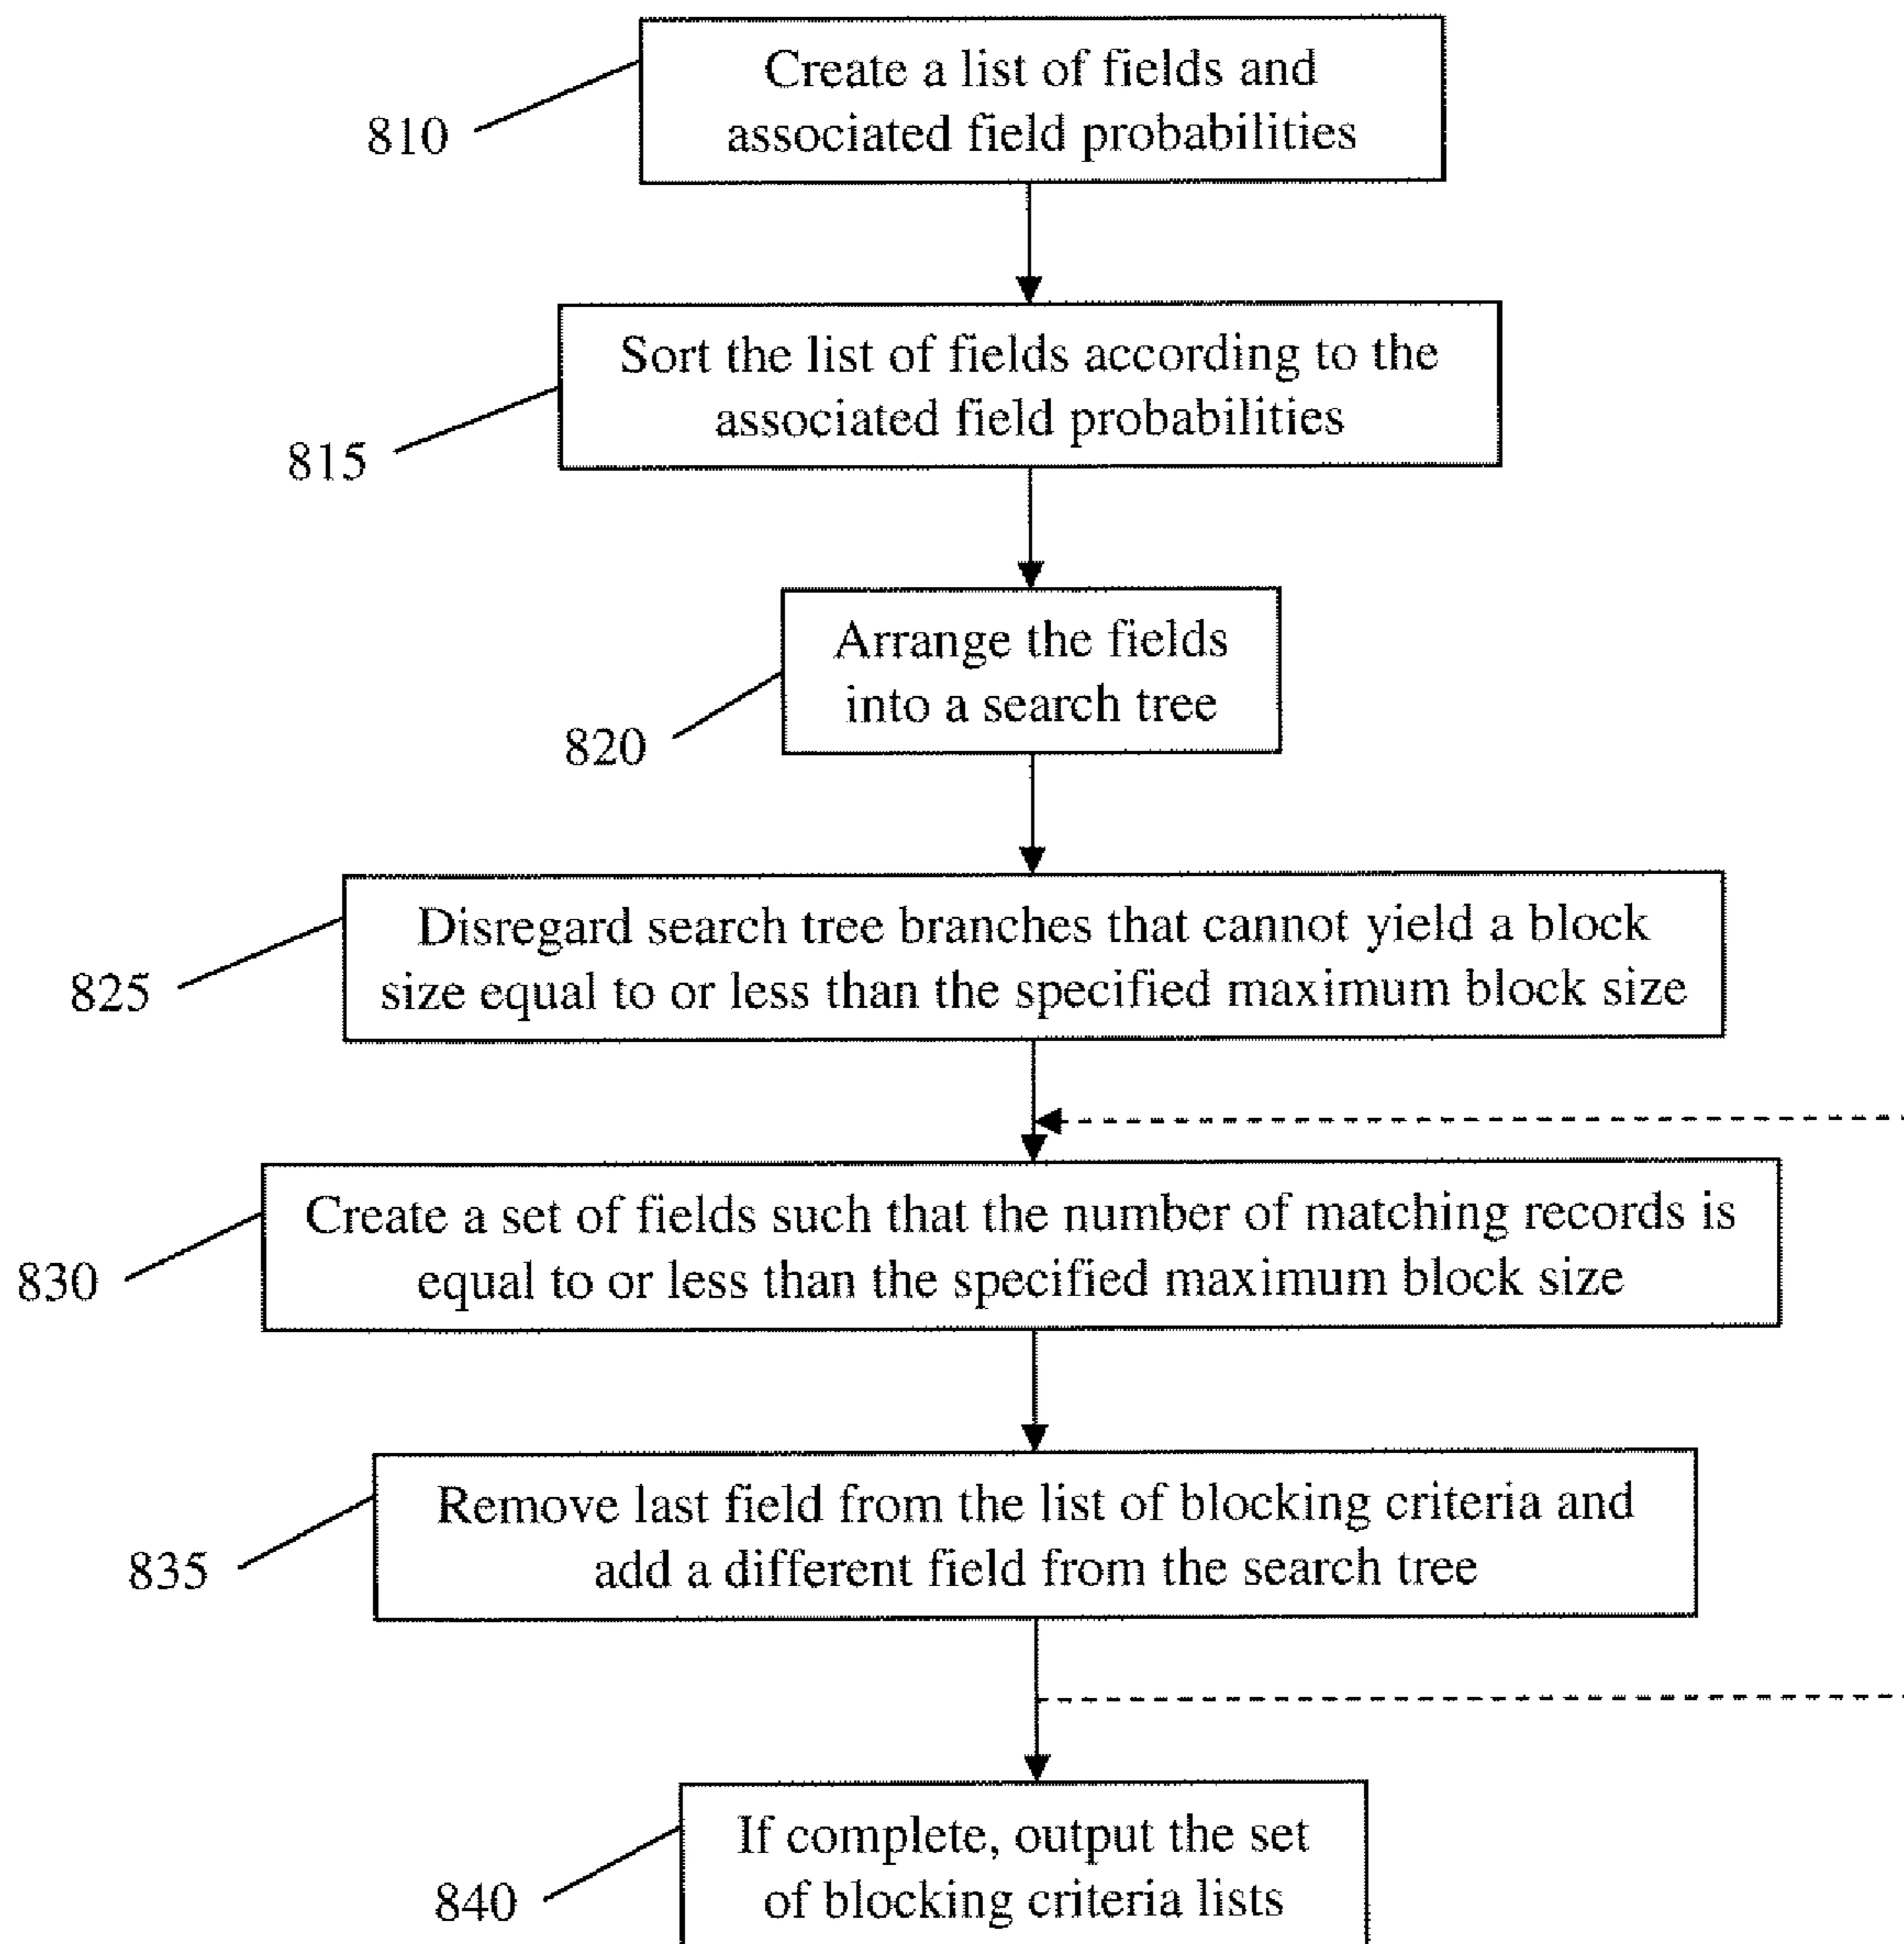 Create a list of fields and
associated field probabilities
810
Sort the list of fields according to the
associated field probabilities
815
Arrange the fields
into a search tree
820
Disregard search tree branches that cannot yield a block
size equal to or less than the specified maximum block size
825
Create a set of fields such that the number of matching records is
equal to or less than the specified maximum block size
830
Remove last field from the list of blocking criteria and
add a different field from the search tree
835
If complete, output the set
of blocking criteria lists
840